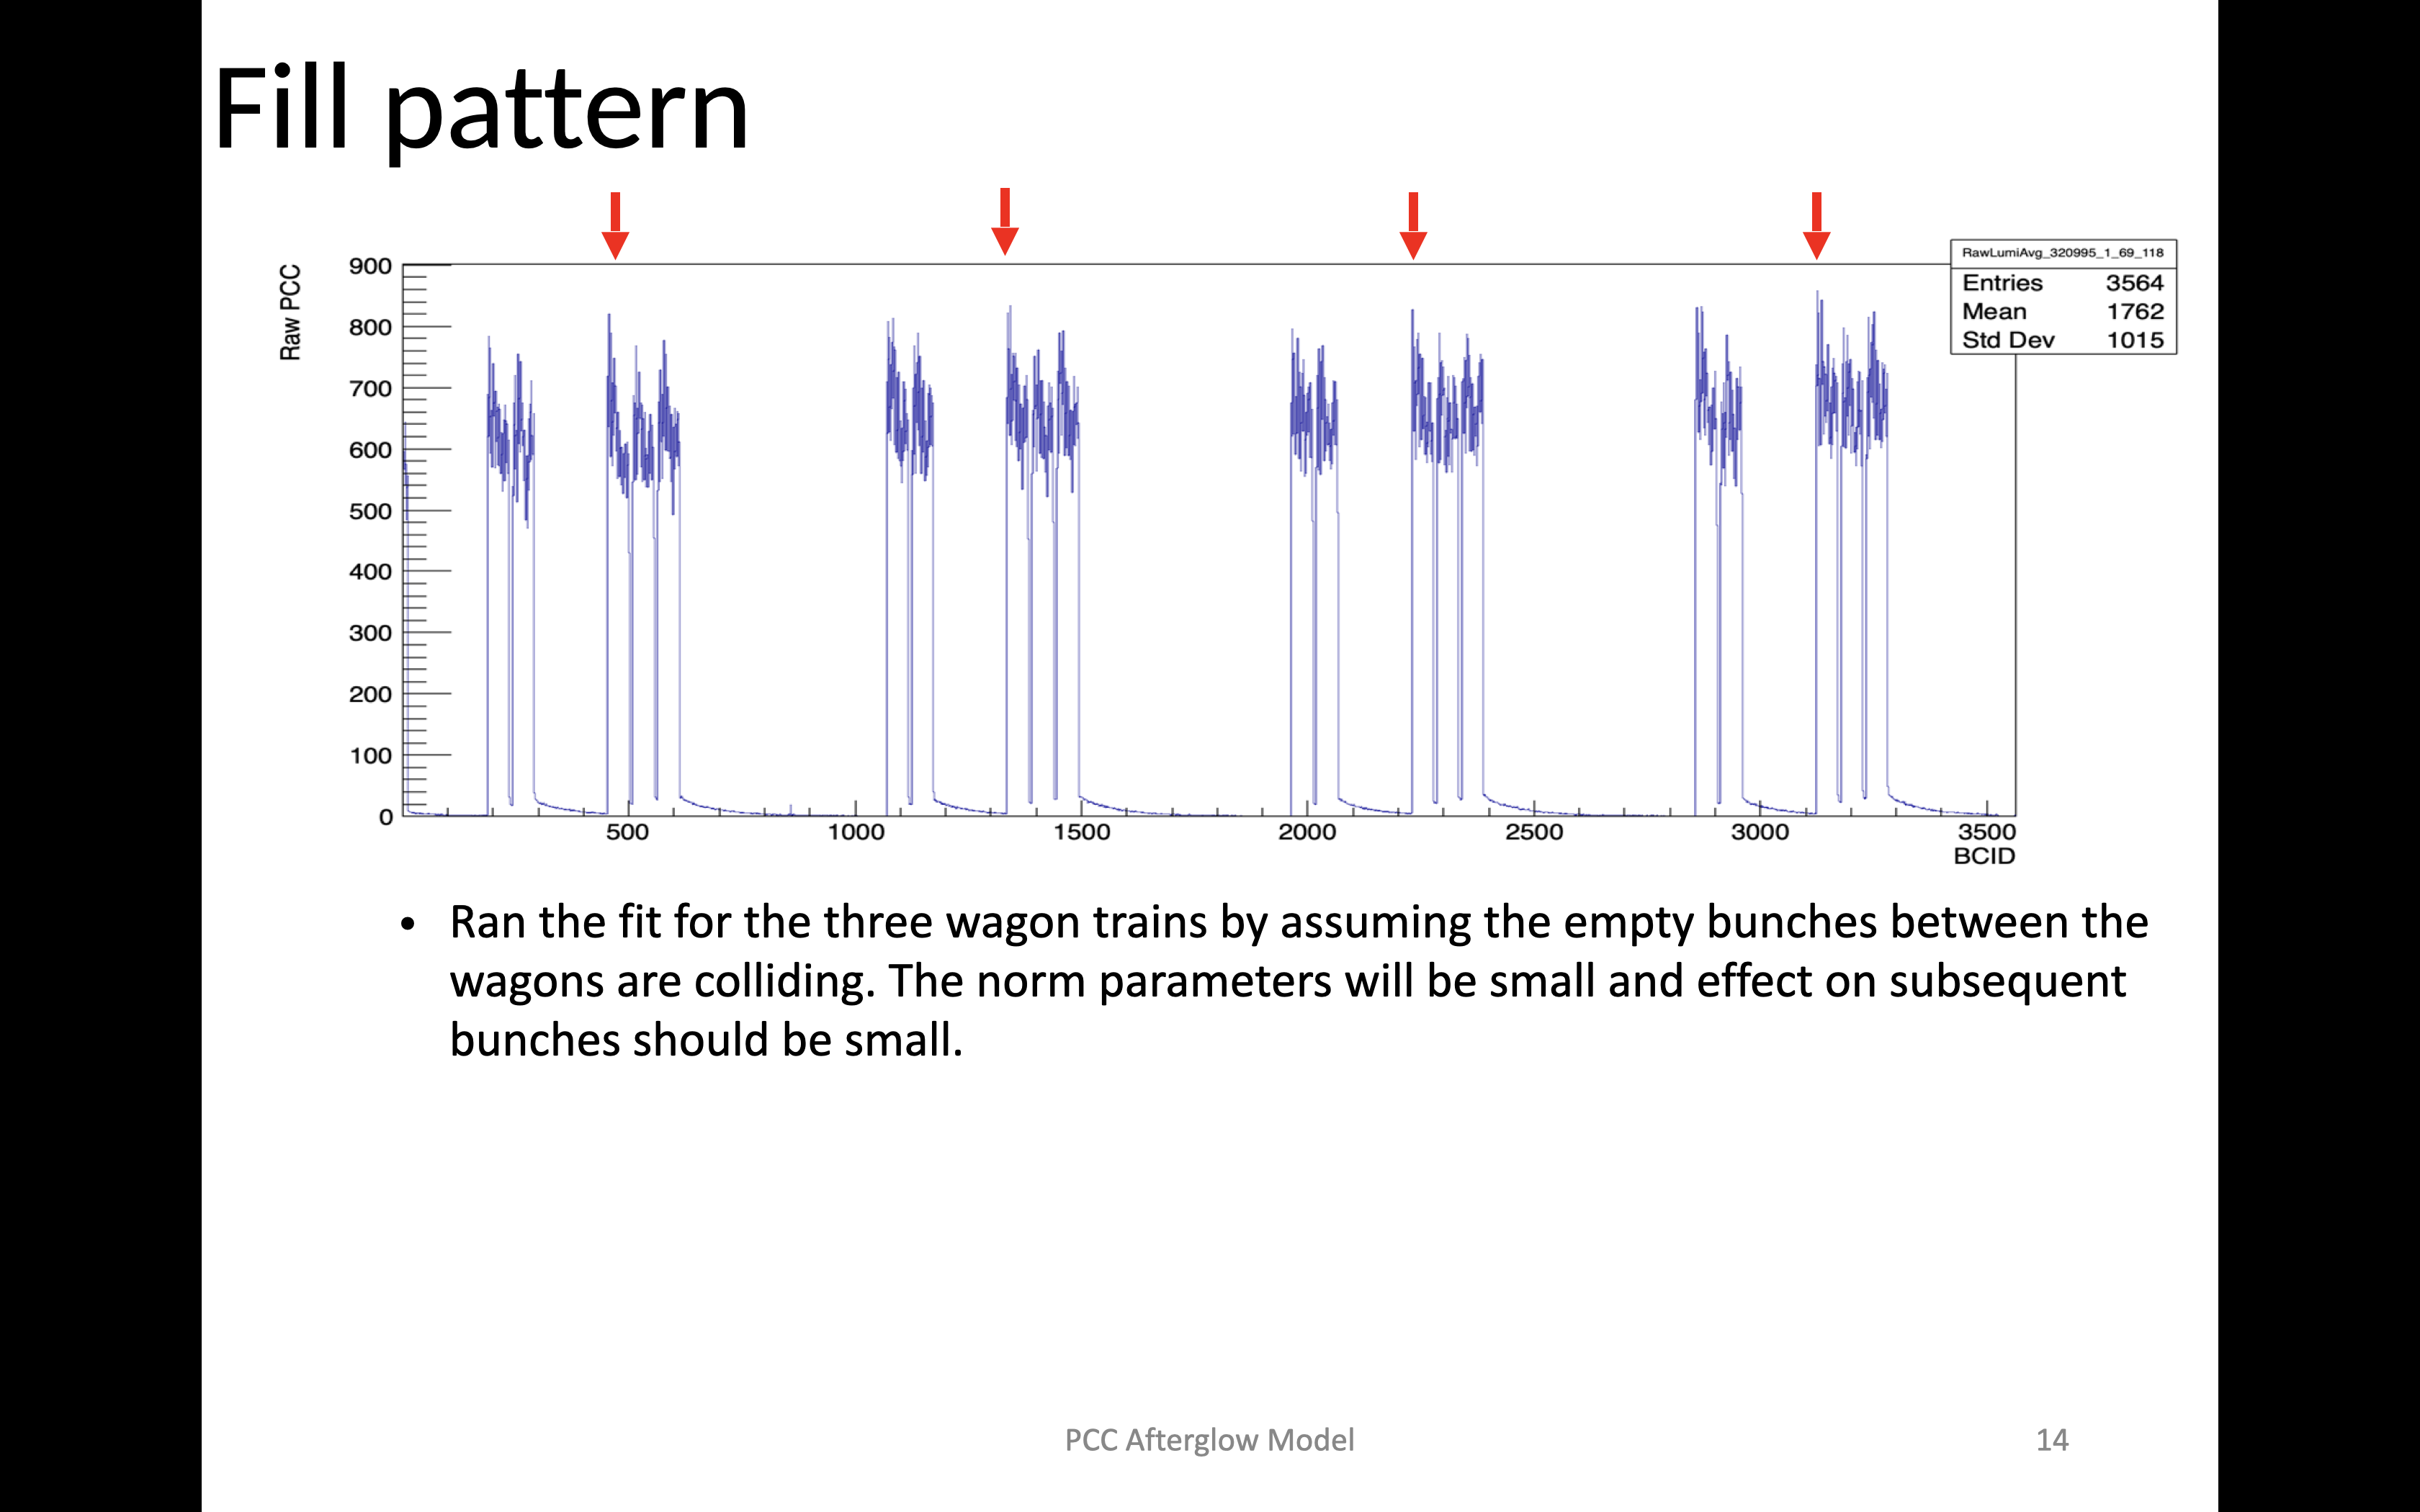 Fill pattern
Raw PCC
900
800
700
600
500
400
300
200
100
0
RawLumiAvg_320995_1_69_118
Entries 3564
Mean 1762
Std Dev 1015
500 1000 1500 2000 2500 3000 3500
BCID
• Ran the fit for the three wagon trains by assuming the empty bunches between the
wagons are colliding. The norm parameters will be small and effect on subsequent
bunches should be small.
PCC Afterglow Model
14